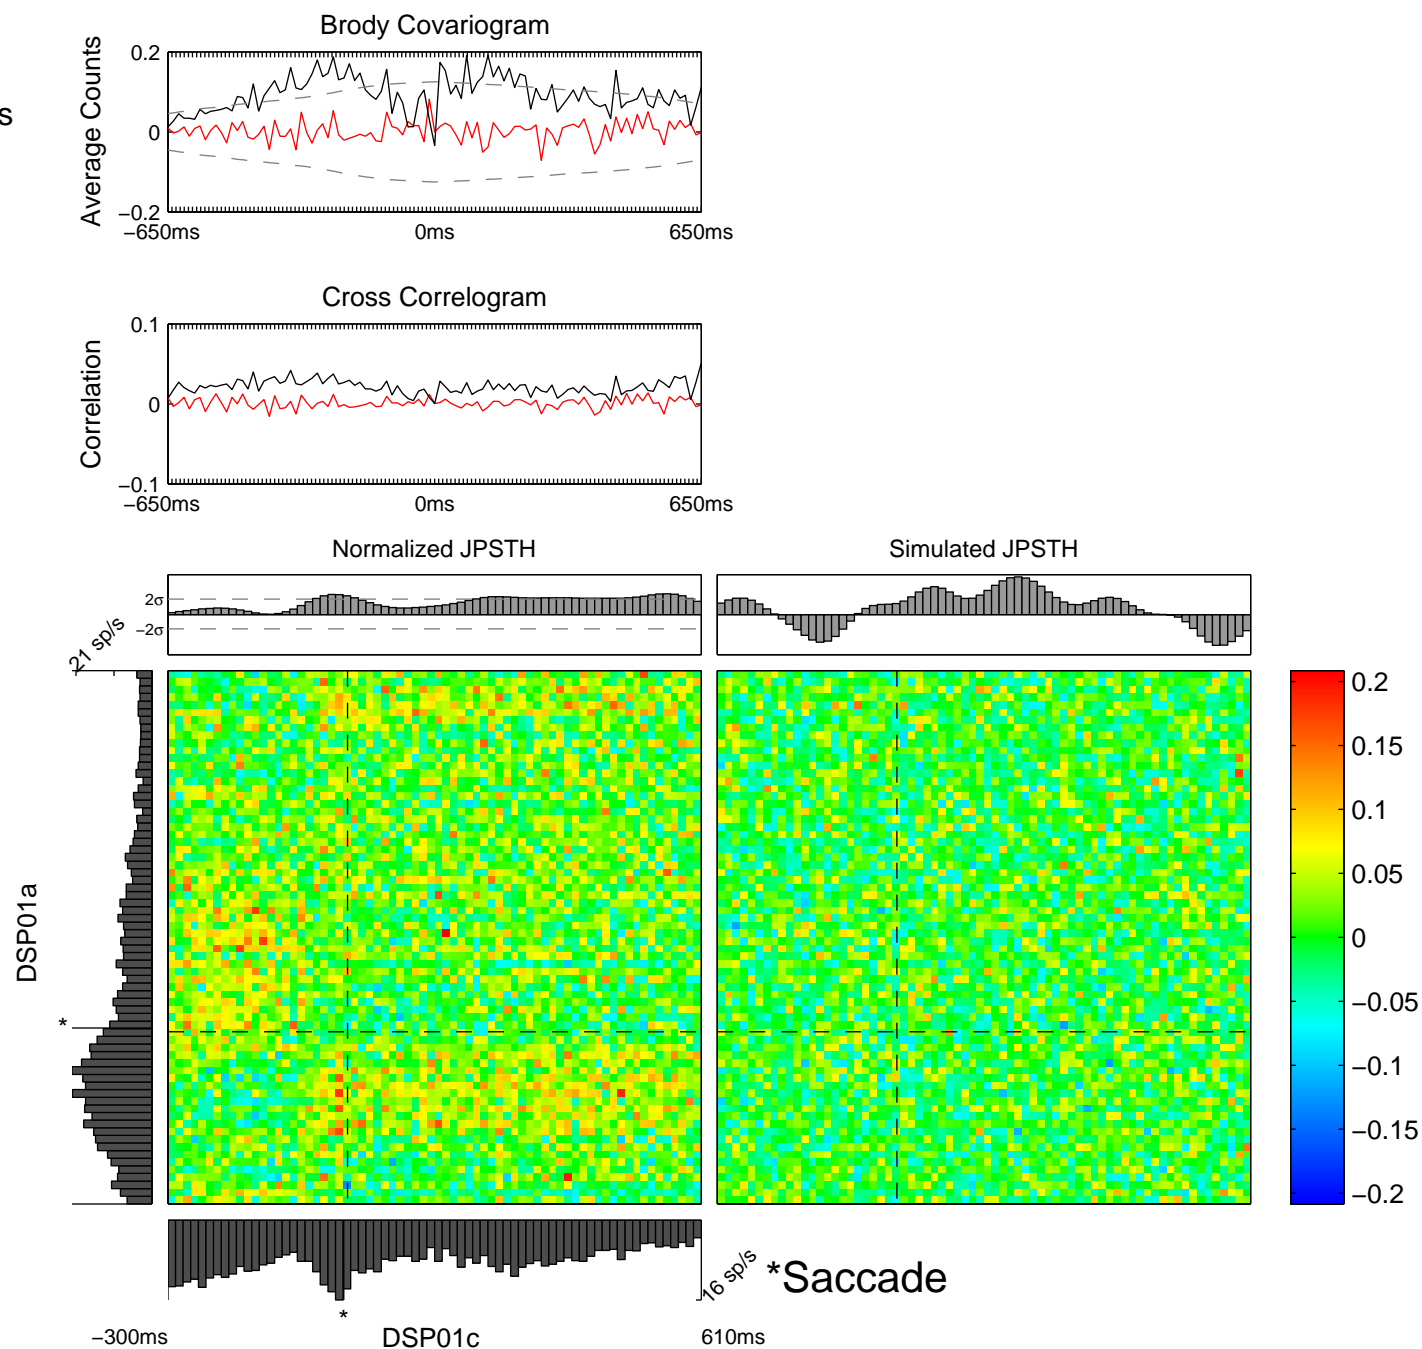 Brody Covariogram
s
Average Counts
0.2
0
−0.2
−650ms 0ms 650ms
Cross Correlogram
Correlation
0.1
0
−0.1
−650ms 0ms 650ms
Normalized JPSTH
Simulated JPSTH
2σ
−2σ
21 sp/s
DSP01a
*
0.2
0.15
0.1
0.05
0
−0.05
−0.1
−0.15
−0.2
16 sp/s
*Saccade
*
−300ms DSP01c 610ms